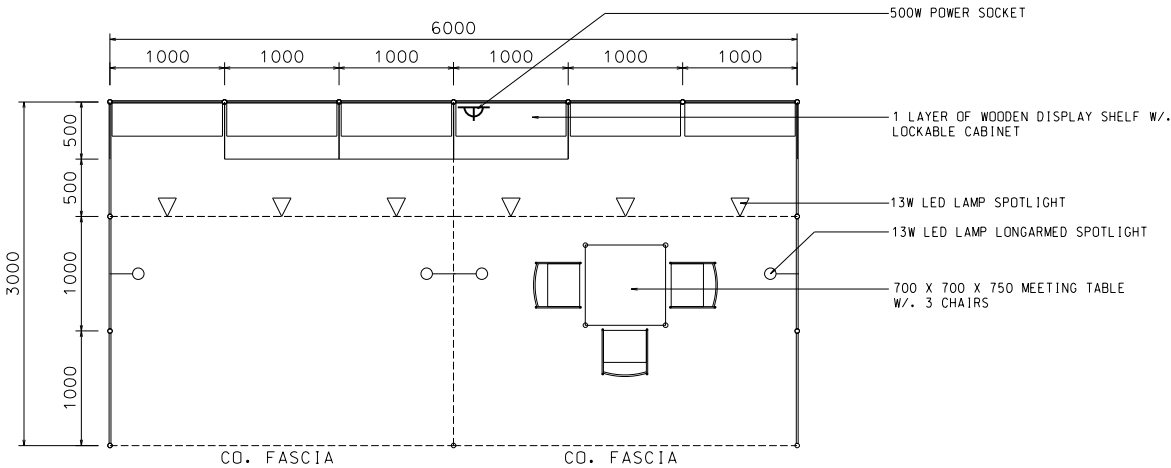 500W POWER SOCKET
6000
1000 1000 1000 1000 1000 1000
500
1 LAYER OF WOODEN DISPLAY SHELF W/.
LOCKABLE CABINET
500
13W LED LAMP SPOTLIGHT
13W LED LAMP LONGARMED SPOTLIGHT
3000
1000
700 X 700 X 750 MEETING TABLE
W/. 3 CHAIRS
1000
CO. FASCIA CO. FASCIA